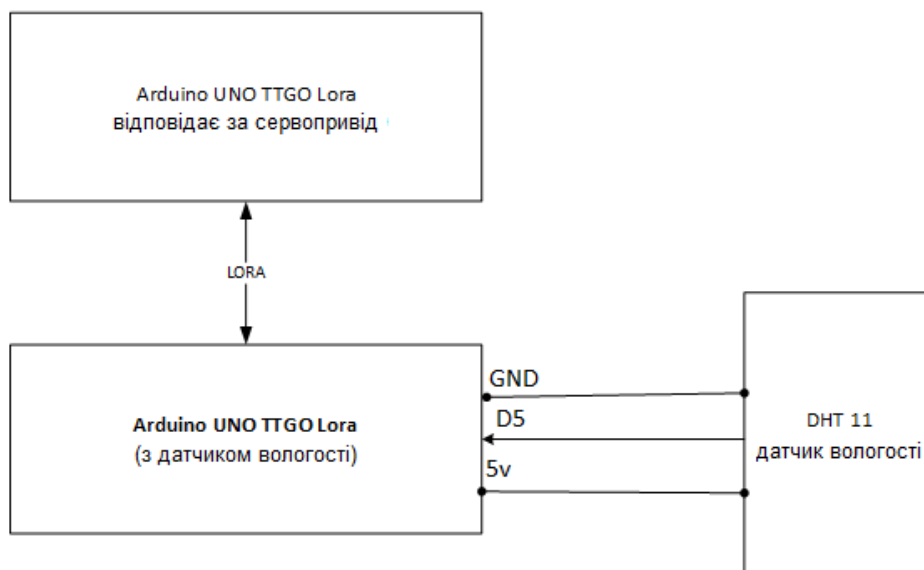 Arduino UNO TTGO Lora
відповідає за сервопривід
LORA
Arduino UNO TTGO Lora
(з датчиком вологості)
GND
D5
5v
DHT 11
датчик вологості